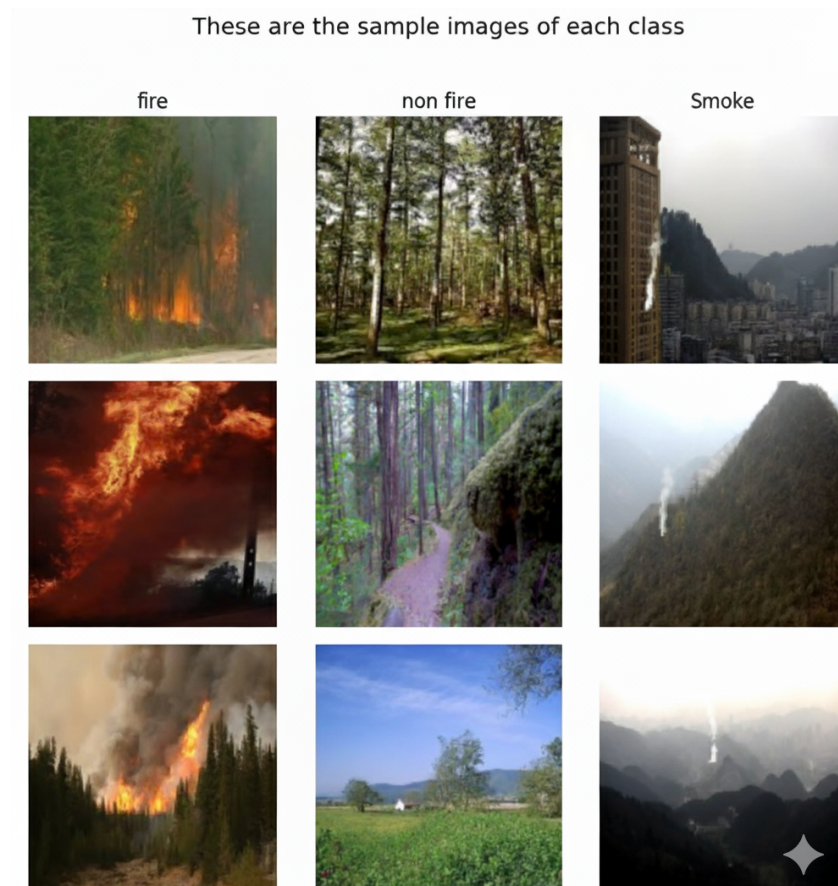 These are the sample images of each class
fire
non fire
Smoke